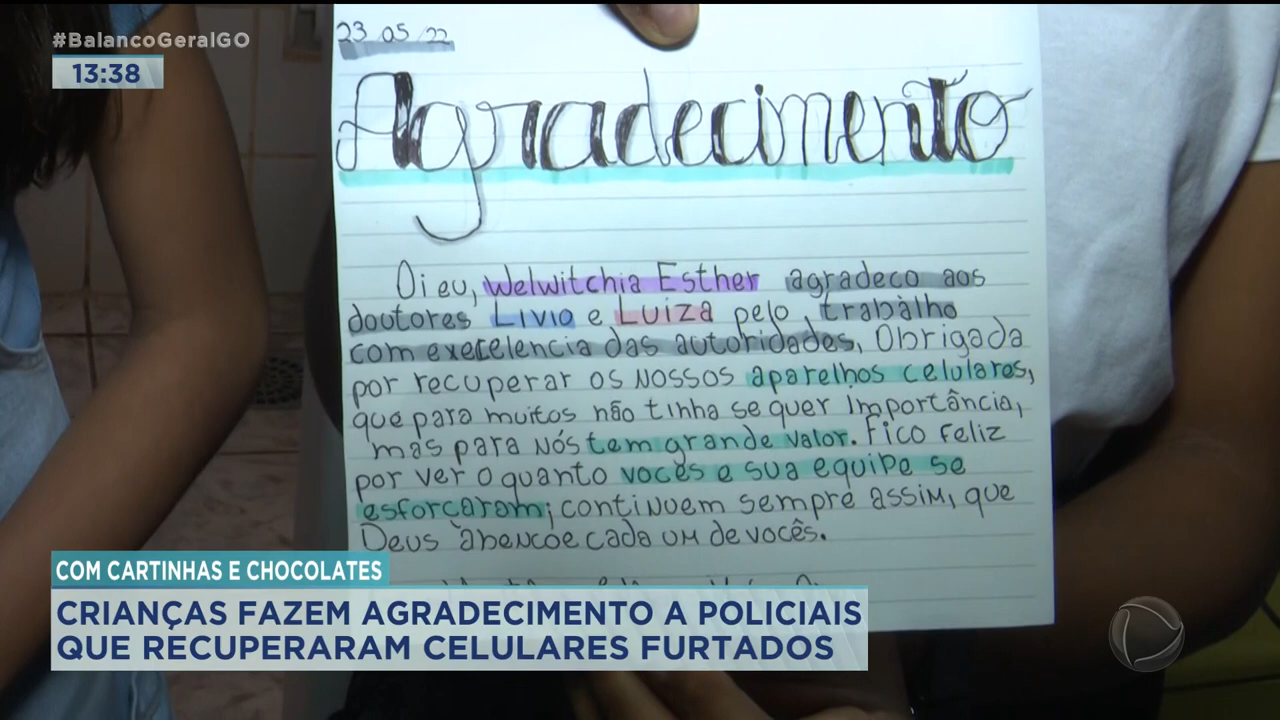 #BalancoGeralGO
13:38
23 05 22
Agradecimento
Oi eu, Welwitchia Esther agradeco aos
doutores Livio e Luiza pelo trabalho
com execelencia das autoridades, Obrigada
por recuperar os nossos aparelhos celulares,
que para muitos não tinha se quer importância,
mas para nós tem grande valor. Fico feliz
por ver o quanto vocês e sua equipe se
esforcaram; continuem sempre assim, que
Deus abencoe cada um de vocês.
COM CARTINHAS E CHOCOLATES
CRIANÇAS FAZEM AGRADECIMENTO A POLICIAIS
QUE RECUPERARAM CELULARES FURTADOS